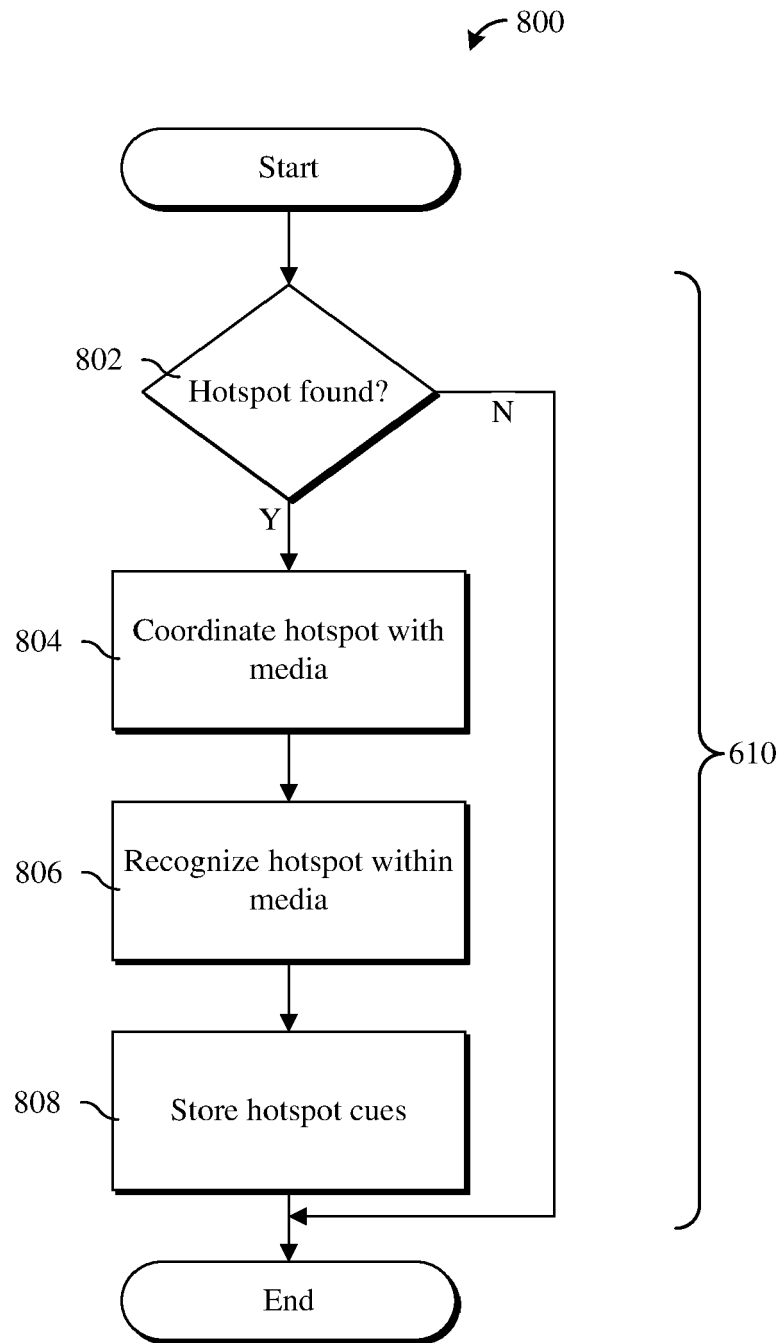 800
Start
802
Hotspot found?
N
Y
804
Coordinate hotspot with
media
610
806
Recognize hotspot within
media
808
Store hotspot cues
End